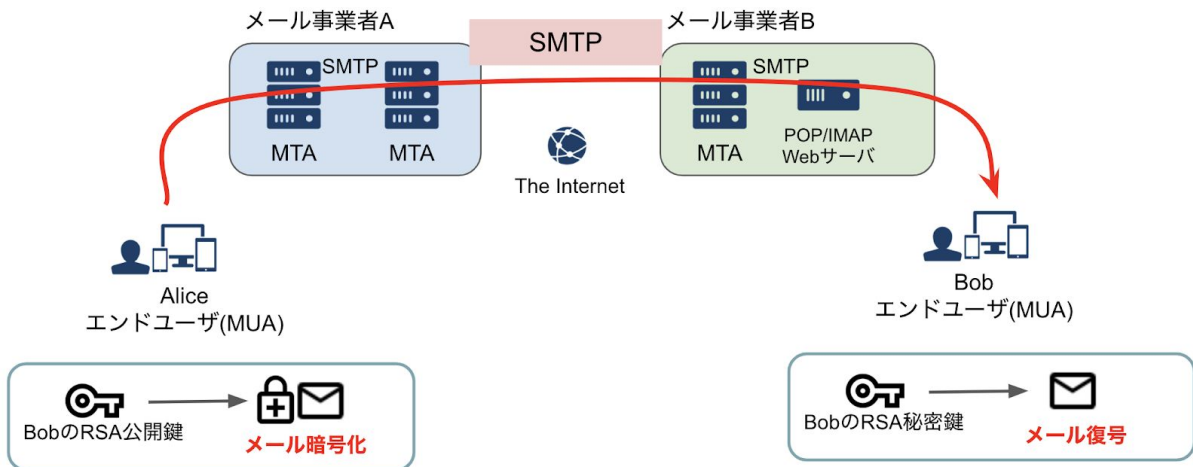 メール事業者A
SMTP
メール事業者B
SMTP
SMTP
MTA
MTA
The Internet
MTA
POP/IMAP
Webサーバ
Alice
エンドユーザ(MUA)
Bob
エンドユーザ(MUA)
BobのRSA公開鍵
メール暗号化
BobのRSA秘密鍵
メール復号